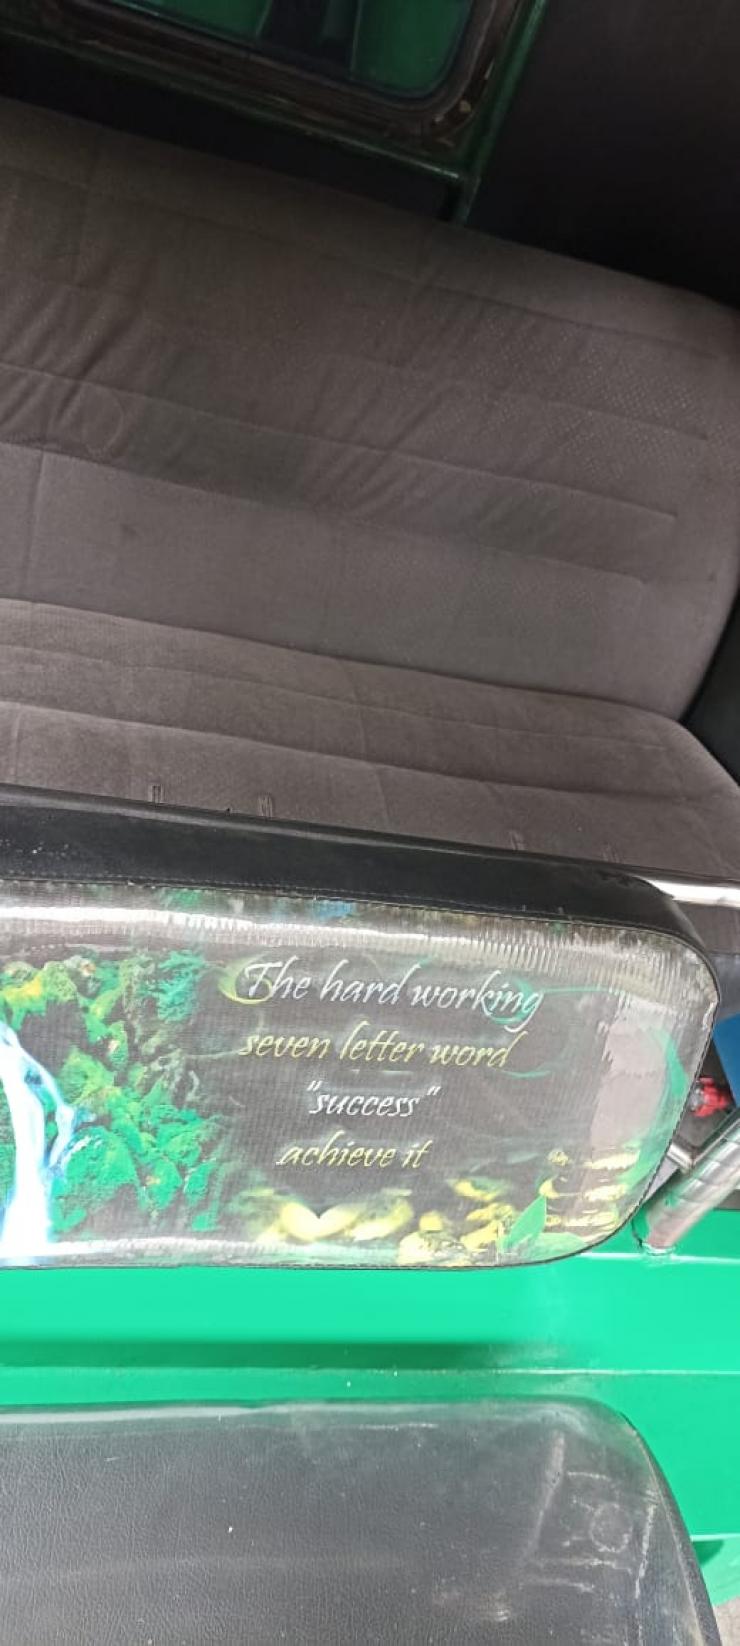 The hard working
seven letter word
"success"
achieve it